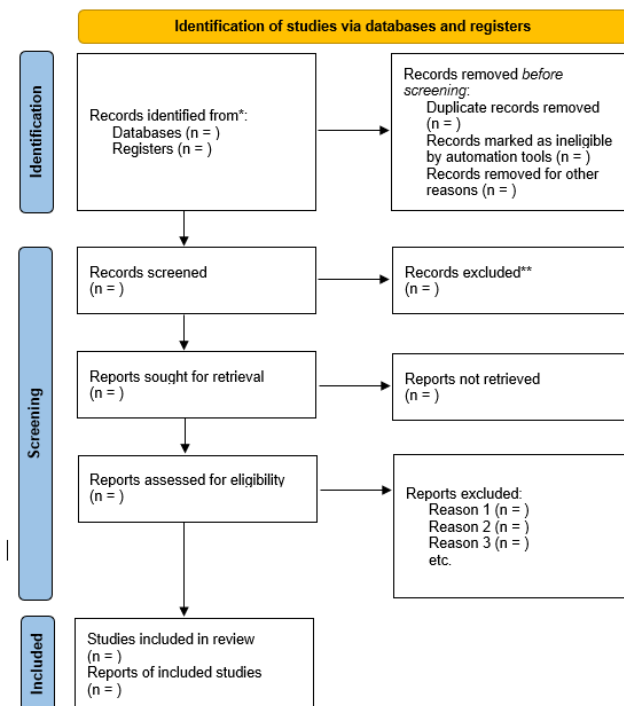 Identification of studies via databases and registers
Identification
Records identified from*:
Databases (n = )
Registers (n = )
Records removed before
screening:
Duplicate records removed
(n = )
Records marked as ineligible
by automation tools (n = )
Records removed for other
reasons (n = )
Screening
Records screened
(n = )
Records excluded**
(n = )
Reports sought for retrieval
(n = )
Reports not retrieved
(n = )
Reports assessed for eligibility
(n = )
Reports excluded:
Reason 1 (n = )
Reason 2 (n = )
Reason 3 (n = )
etc.
Included
Studies included in review
(n = )
Reports of included studies
(n = )